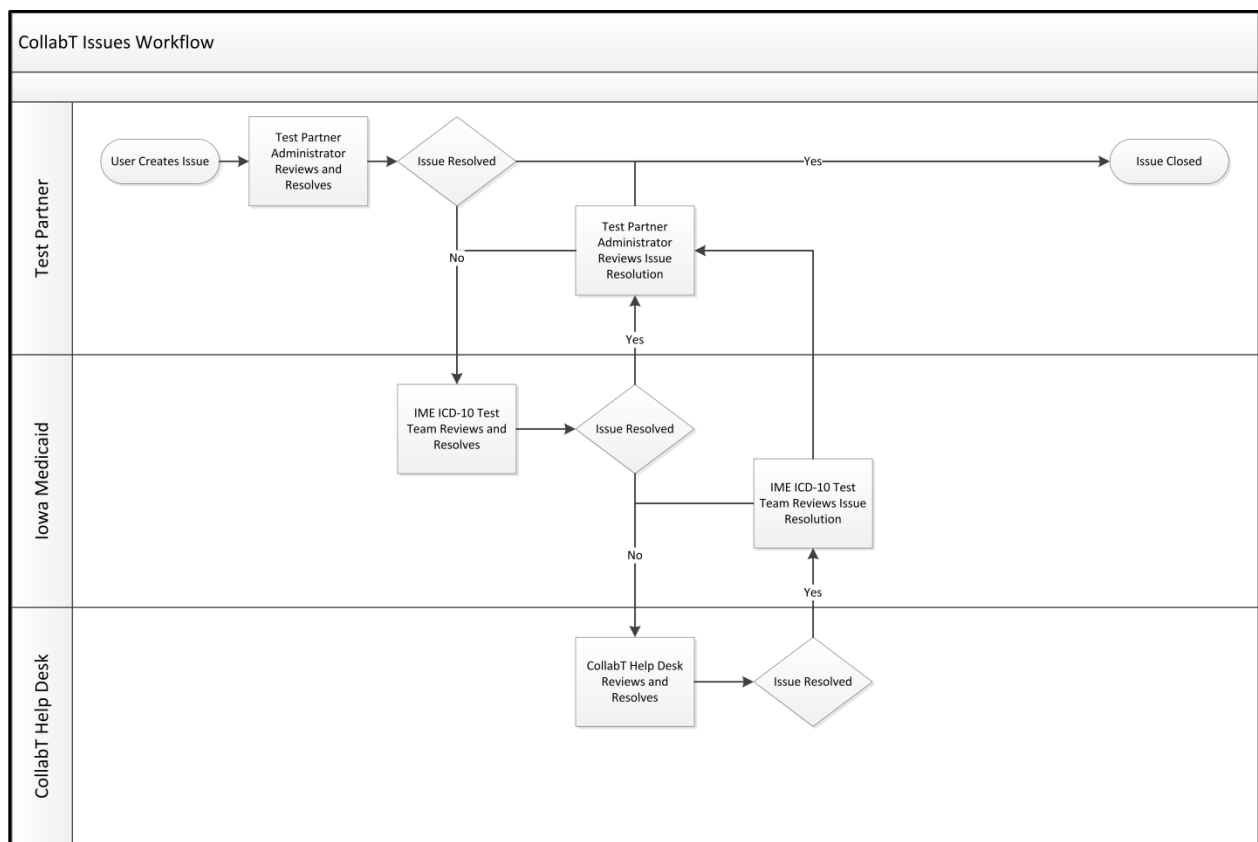 CollabT Issues Workflow
Test Partner
User Creates Issue
Test Partner
Administrator
Reviews and
Resolves
Issue Resolved
Yes
Issue Closed
No
Test Partner
Administrator
Reviews Issue
Resolution
Yes
Iowa Medicaid
IME ICD-10 Test
Team Reviews and
Resolves
Issue Resolved
IME ICD-10 Test
Team Reviews Issue
Resolution
No
Yes
CollabT Help Desk
CollabT Help Desk
Reviews and
Resolves
Issue Resolved